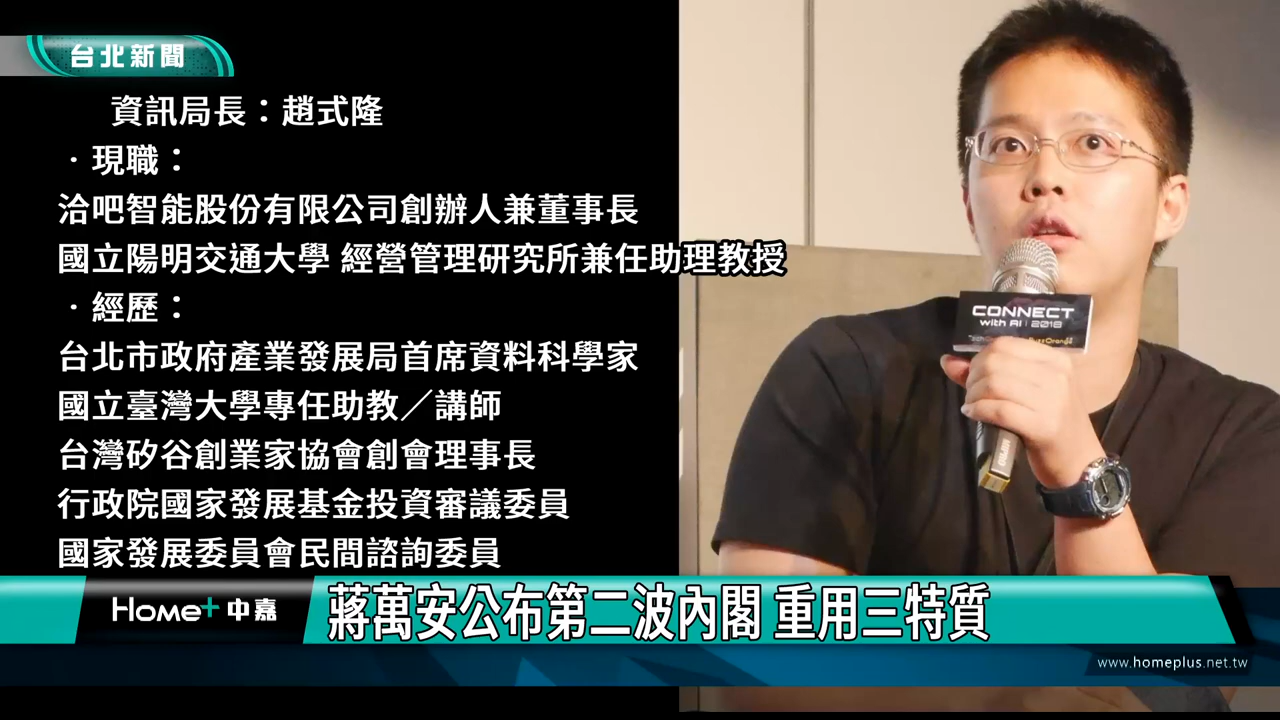 台北新聞
資訊局長：趙式隆
・現職：
洽吧智能股份有限公司創辦人兼董事長
國立陽明交通大學 經營管理研究所兼任助理教授
・經歷：
台北市政府產業發展局首席資料科學家
國立臺灣大學專任助教／講師
台灣矽谷創業家協會創會理事長
行政院國家發展基金投資審議委員
國家發展委員會民間諮詢委員
CONNECT
with AI | 2018
BuzzOrange
Home+中嘉
蔣萬安公布第二波內閣 重用三特質
www.homeplus.net.tw